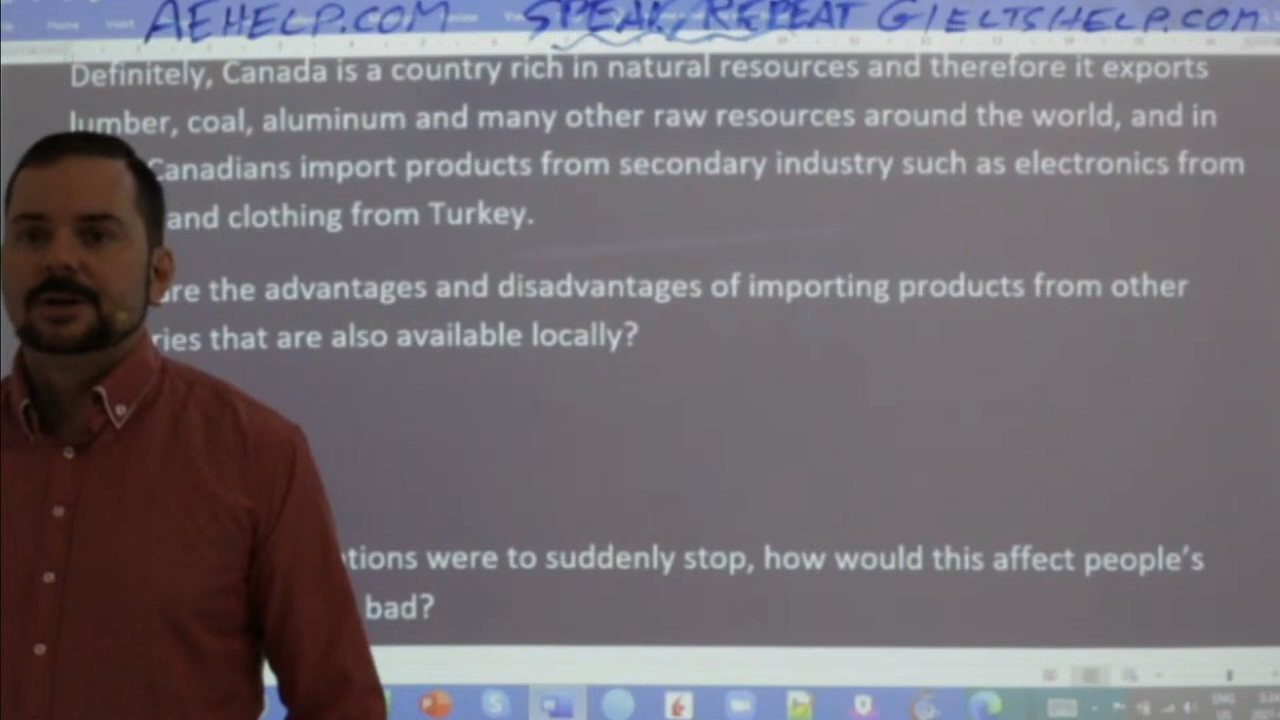 AEHELP.COM SPEAK/REPEAT GIELTSHELP.COM
Definitely, Canada is a country rich in natural resources and therefore it exports
lumber, coal, aluminum and many other raw resources around the world, and in
Canadians import products from secondary industry such as electronics from
and clothing from Turkey.
are the advantages and disadvantages of importing products from other
ries that are also available locally?
tions were to suddenly stop, how would this affect people's
bad?